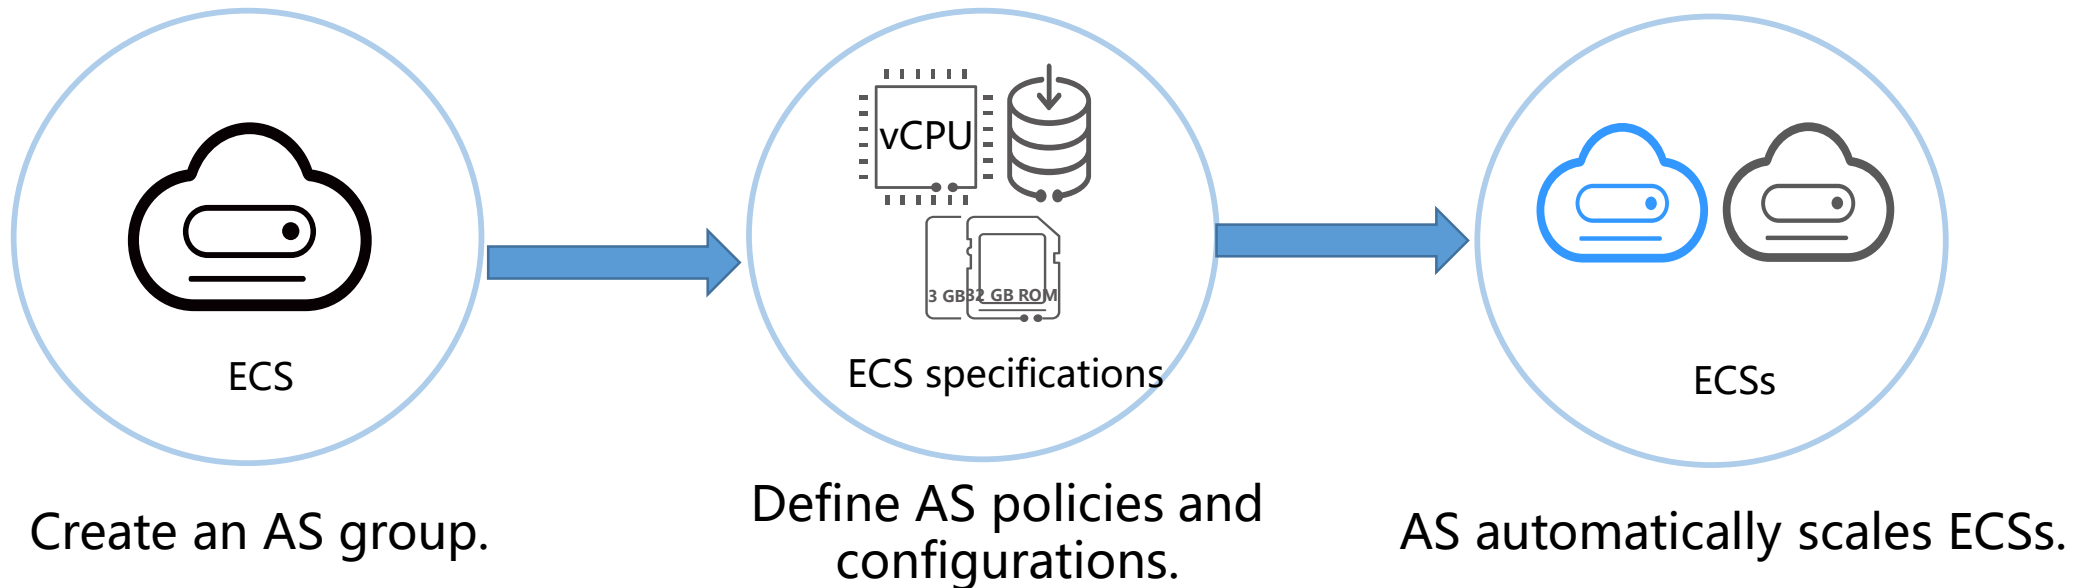 vCPU
3 GB
32 GB ROM
ECS
ECS specifications
ECSs
Create an AS group.
Define AS policies and
configurations.
AS automatically scales ECSs.